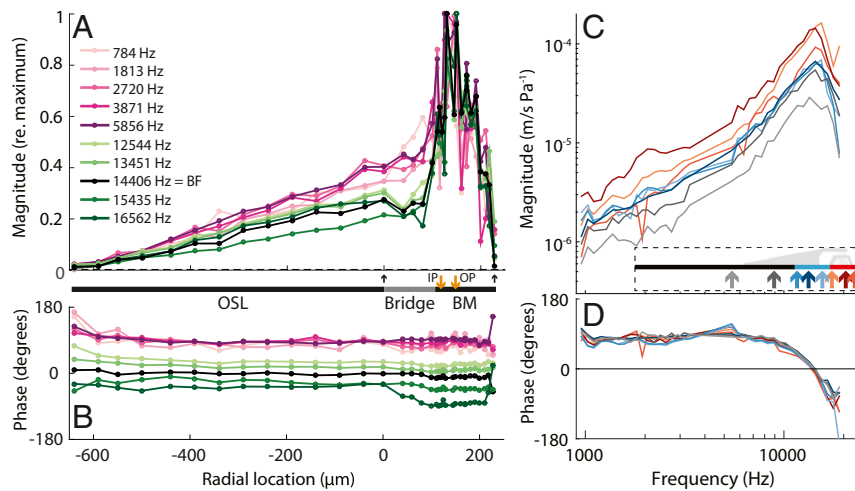 A
Magnitude (re. maximum)
1
0.8
0.6
0.4
0.2
0
784 Hz
1813 Hz
2720 Hz
3871 Hz
5856 Hz
12544 Hz
13451 Hz
14406 Hz = BF
15435 Hz
16562 Hz
IP
OP
OSL
Bridge
BM
B
Phase (degrees)
180
0
-180
-600
-400
-200
0
200
Radial location (µm)
C
Magnitude (m/s Pa⁻¹)
10⁻⁴
10⁻⁵
10⁻⁶
D
Phase (degrees)
180
0
-180
1000
10000
Frequency (Hz)